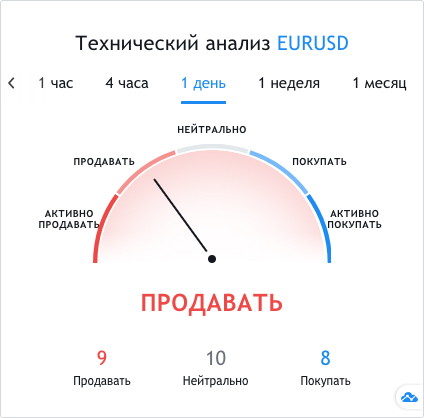 Технический анализ EURUSD
1 час 4 часа 1 день 1 неделя 1 месяц
НЕЙТРАЛЬНО
ПРОДАВАТЬ ПОКУПАТЬ
АКТИВНО ПРОДАВАТЬ
АКТИВНО ПОКУПАТЬ
ПРОДАВАТЬ
9 10 8
Продавать Нейтрально Покупать